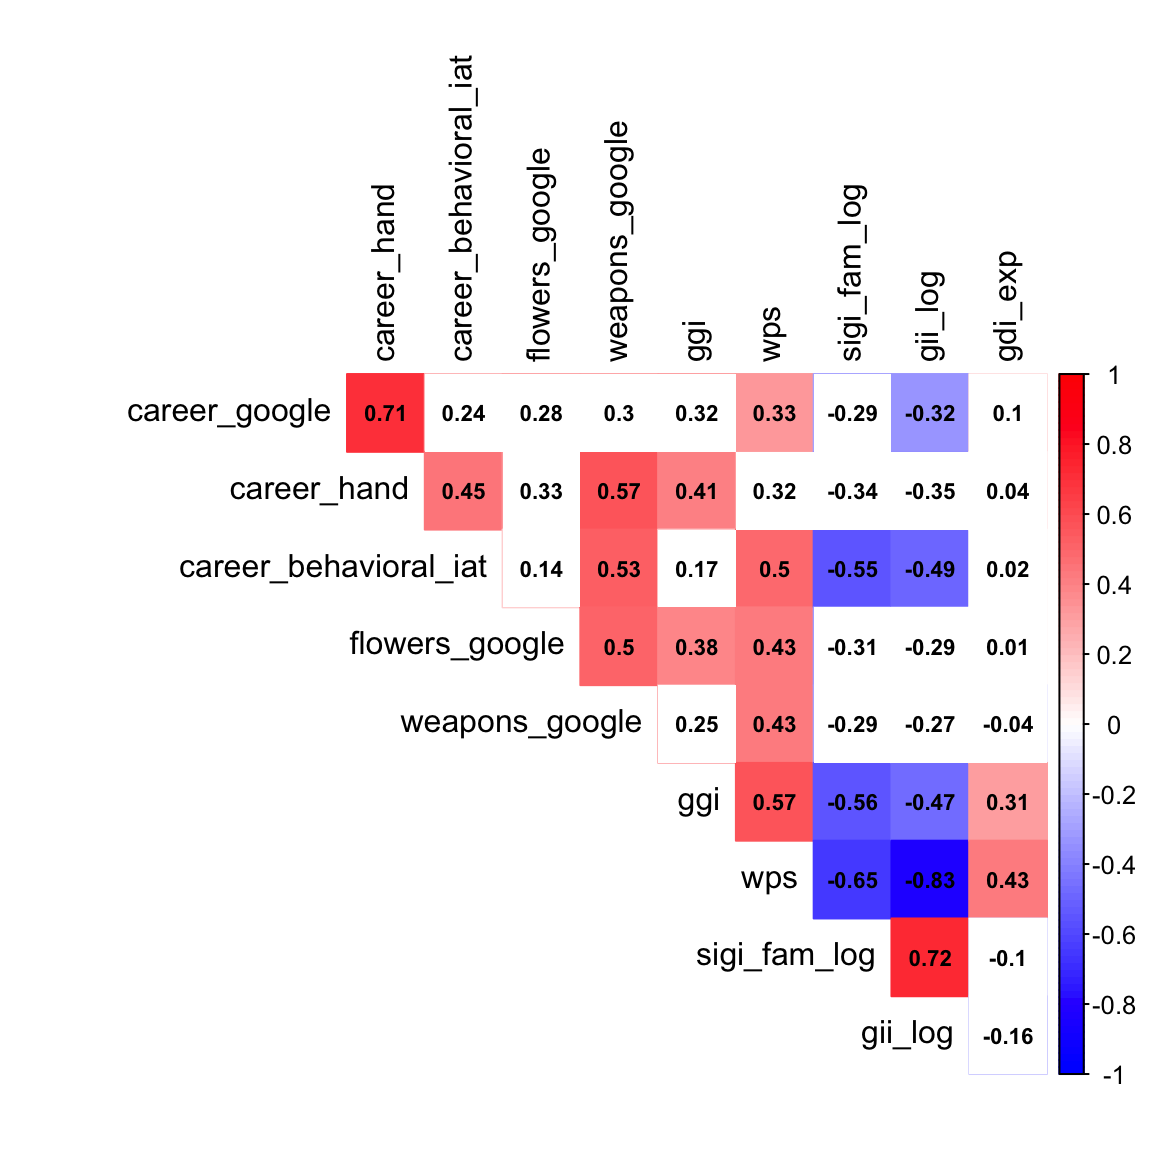 career_hand
career_behavioral_iat
flowers_google
weapons_google
ggi
wps
sigi_fam_log
gii_log
gdi_exp
career_google 0.71 0.24 0.28 0.3 0.32 0.33 -0.29 -0.32 0.1
career_hand 0.45 0.33 0.57 0.41 0.32 -0.34 -0.35 0.04
career_behavioral_iat 0.14 0.53 0.17 0.5 -0.55 -0.49 0.02
flowers_google 0.5 0.38 0.43 -0.31 -0.29 0.01
weapons_google 0.25 0.43 -0.29 -0.27 -0.04
ggi 0.57 -0.56 -0.47 0.31
wps -0.65 -0.83 0.43
sigi_fam_log 0.72 -0.1
gii_log -0.16
1
0.8
0.6
0.4
0.2
0
-0.2
-0.4
-0.6
-0.8
-1